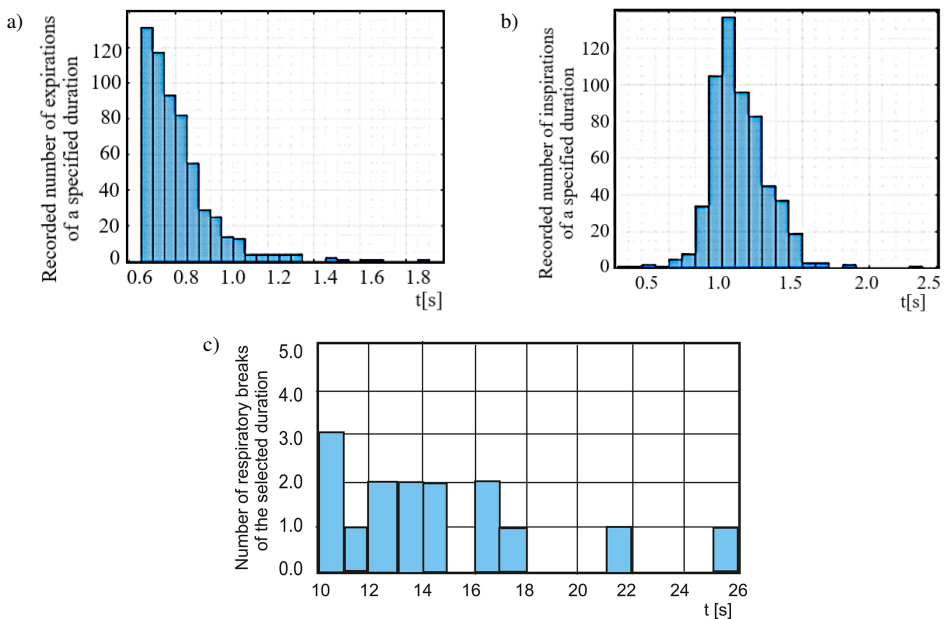 a)
Recorded number of expirations
of a specified duration
120
100
80
60
40
20
0
0.6 0.8 1.0 1.2 1.4 1.6 1.8
t[s]
b)
Recorded number of inspirations
of a specified duration
120
100
80
60
40
20
0
0.5 1.0 1.5 2.0 2.5
t[s]
c)
Number of respiratory breaks
of the selected duration
5.0
4.0
3.0
2.0
1.0
0.0
10 12 14 16 18 20 22 24 26
t [s]